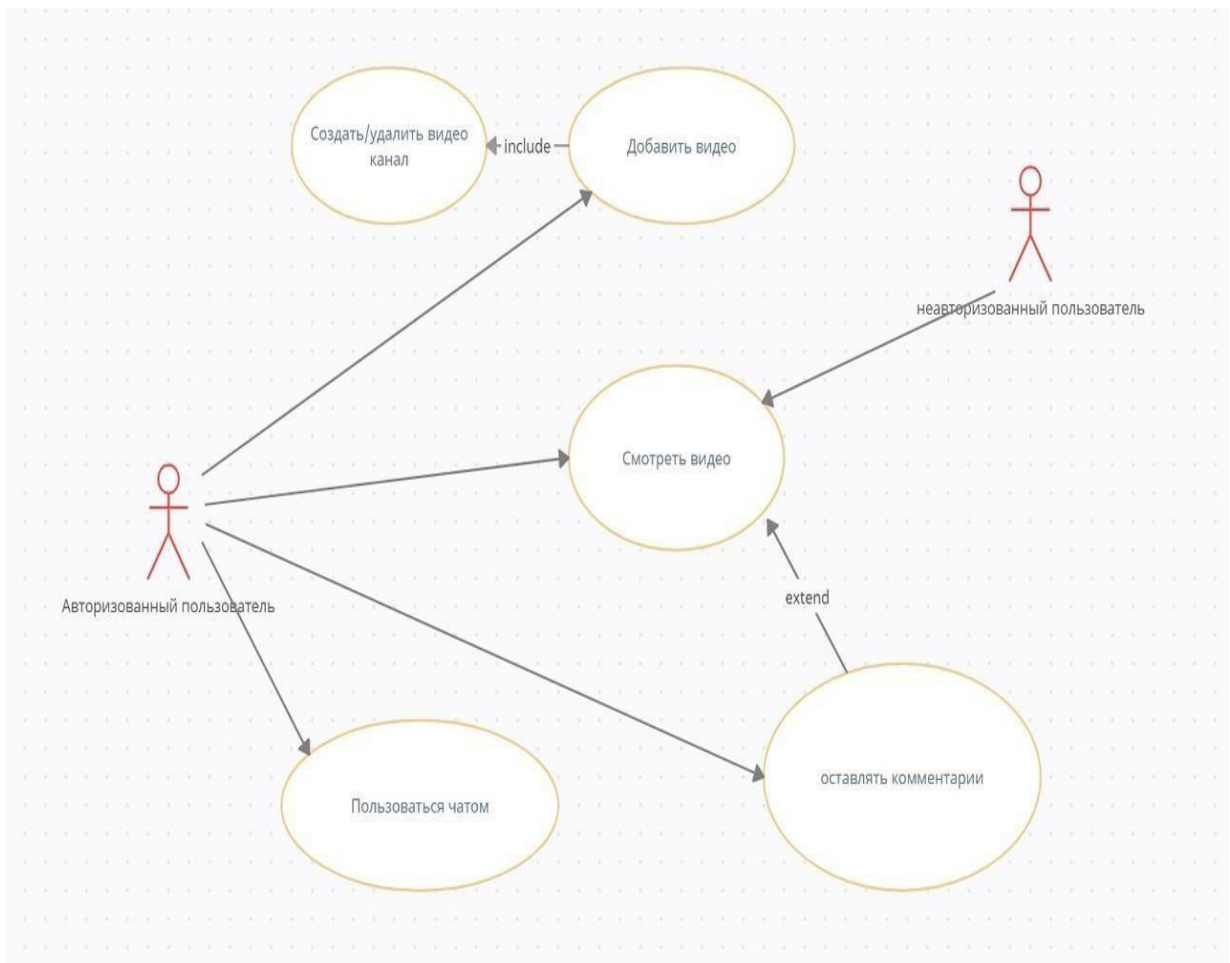 Создать/удалить видео
канал
include
Добавить видео
неавторизованный пользователь
Смотреть видео
Авторизованный пользователь
extend
оставлять комментарии
Пользоваться чатом